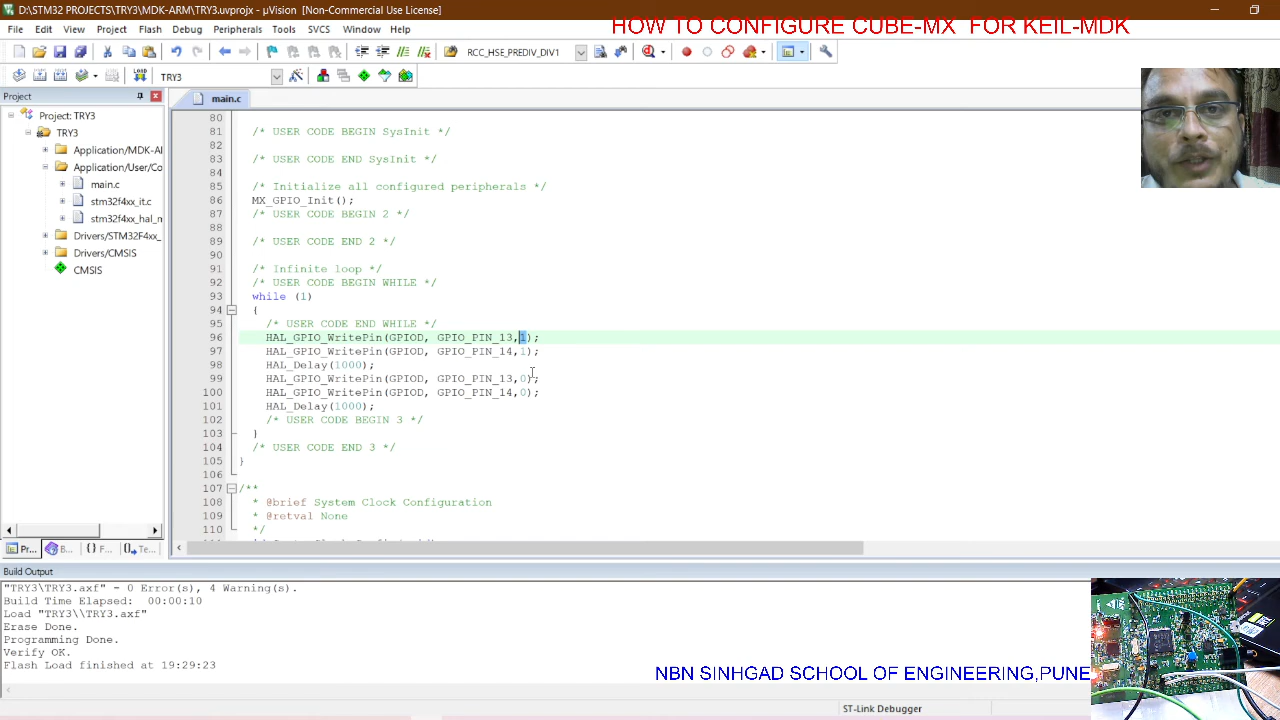 D:\STM32 PROJECTS\TRY3\MDK-ARM\TRY3.uvprojx - µVision [Non-Commercial Use License]
HOW TO CONFIGURE CUBE-MX FOR KEIL-MDK
File Edit View Project Flash Debug Peripherals Tools SVCS Window Help
RCC_HSE_PREDIV_DIV1
LOAD TRY3
Project
main.c
Project: TRY3
TRY3
Application/MDK-AI
Application/User/Co
main.c
stm32f4xx_it.c
stm32f4xx_hal_m
Drivers/STM32F4xx_
Drivers/CMSIS
CMSIS
80
81 /* USER CODE BEGIN SysInit */
82
83 /* USER CODE END SysInit */
84
85 /* Initialize all configured peripherals */
86 MX_GPIO_Init();
87 /* USER CODE BEGIN 2 */
88
89 /* USER CODE END 2 */
90
91 /* Infinite loop */
92 /* USER CODE BEGIN WHILE */
93 while (1)
94 {
95 /* USER CODE END WHILE */
96 HAL_GPIO_WritePin(GPIOD, GPIO_PIN_13,1);
97 HAL_GPIO_WritePin(GPIOD, GPIO_PIN_14,1);
98 HAL_Delay(1000);
99 HAL_GPIO_WritePin(GPIOD, GPIO_PIN_13,0);
100 HAL_GPIO_WritePin(GPIOD, GPIO_PIN_14,0);
101 HAL_Delay(1000);
102 /* USER CODE BEGIN 3 */
103 }
104 /* USER CODE END 3 */
105 }
106
107 /**
108 * @brief System Clock Configuration
109 * @retval None
110 */
Pr... B... {} F... Te...
Build Output
"TRY3\TRY3.axf" - 0 Error(s), 4 Warning(s).
Build Time Elapsed: 00:00:10
Load "TRY3\\TRY3.axf"
Erase Done.
Programming Done.
Verify OK.
Flash Load finished at 19:29:23
NBN SINHGAD SCHOOL OF ENGINEERING,PUNE
ST-Link Debugger